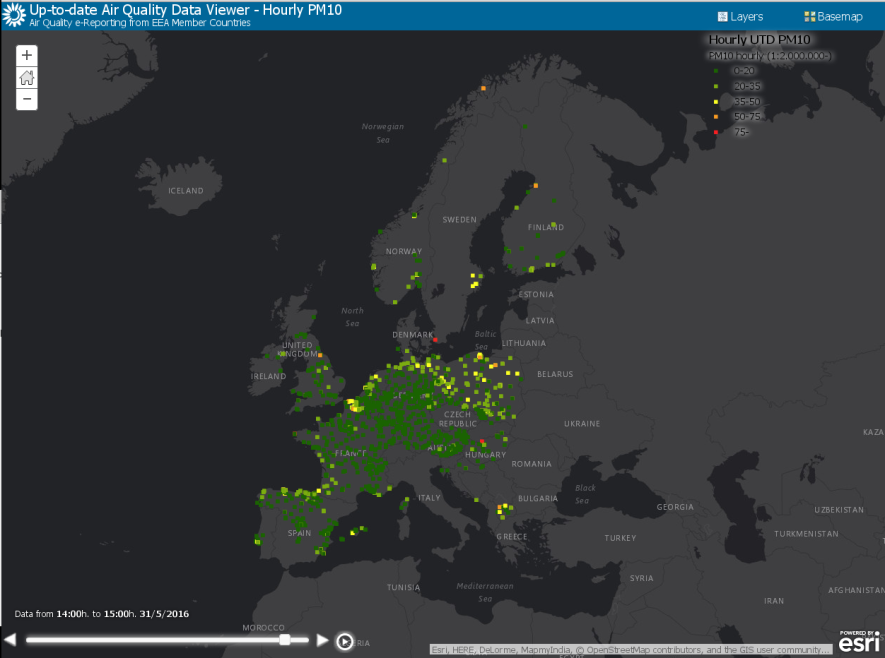 Up-to-date Air Quality Data Viewer - Hourly PM10
Air Quality e-Reporting from EEA Member Countries
Layers
Basemap
+
−
Hourly UTD PM10
PM10 hourly (1:2,000,000-)
0-20
20-35
35-50
50-75
75-
Norwegian
Sea
ICELAND
SWEDEN
FINLAND
NORWAY
ESTONIA
North
Sea
LATVIA
DENMARK
Baltic
Sea
LITHUANIA
UNITED
KINGDOM
IRELAND
BELARUS
CZECH
REPUBLIC
UKRAINE
KAZA
FRANCE
HUNGARY
ROMANIA
Black
Sea
ITALY
BULGARIA
GEORGIA
UZBEKISTAN
SPAIN
GREECE
TURKEY
TURKMENISTAN
SYRIA
TUNISIA
Mediterranean
Sea
IRAN
AFGHANISTAN
Data from 14:00h. to 15:00h. 31/5/2016
MOROCCO
ERIA
Esri, HERE, DeLorme, MapmyIndia, © OpenStreetMap contributors, and the GIS user community...
POWERED BY
esri